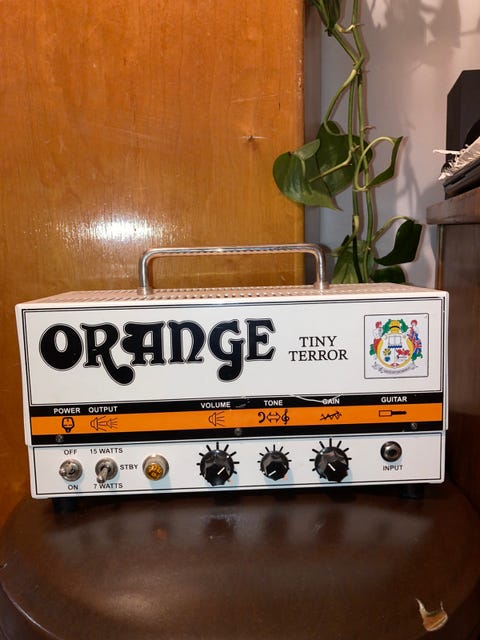 ORANGE
TINY
TERROR
POWER OUTPUT VOLUME TONE GAIN GUITAR
OFF 15 WATTS
STBY
ON 7 WATTS
INPUT